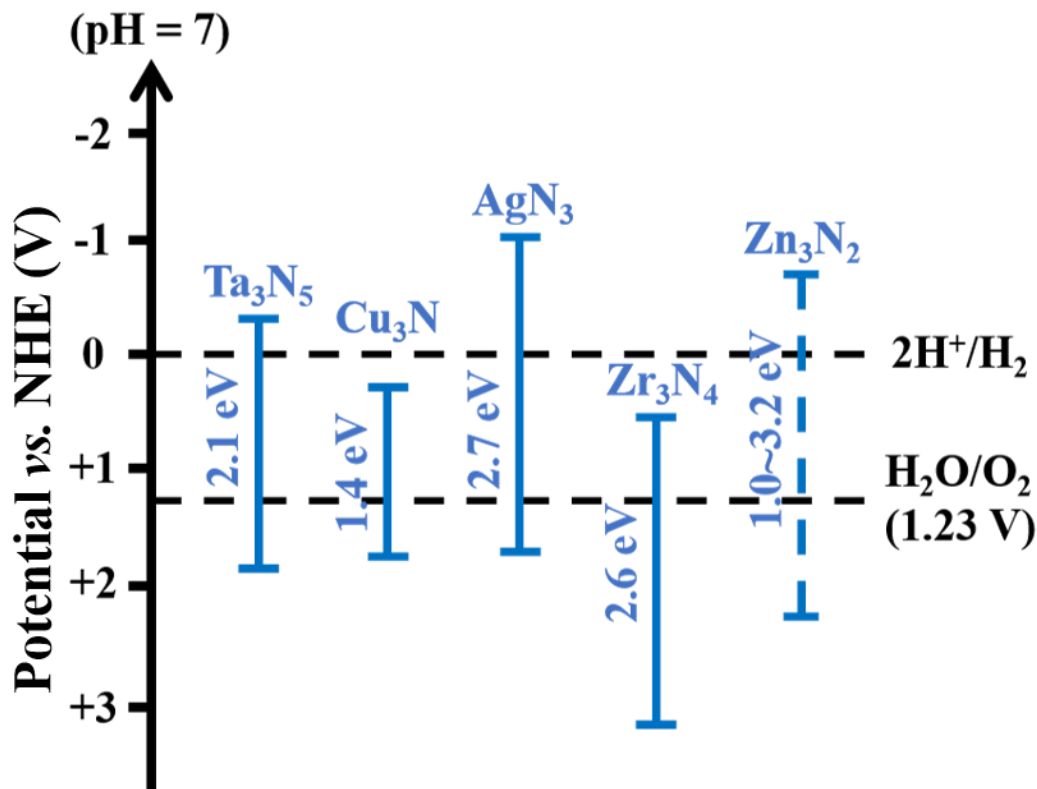 (pH = 7)
Potential vs. NHE (V)
-2
-1
0
+1
+2
+3
Ta₃N₅
2.1 eV
Cu₃N
1.4 eV
AgN₃
2.7 eV
Zr₃N₄
2.6 eV
Zn₃N₂
1.0~3.2 eV
2H⁺/H₂
H₂O/O₂
(1.23 V)